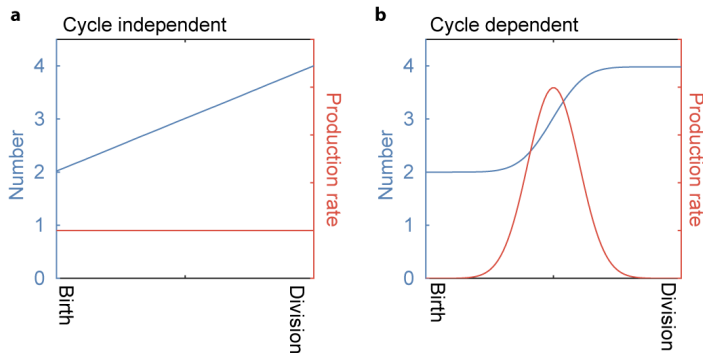 a
Cycle independent
4
3
2
1
0
Number
Production rate
Birth
Division
b
Cycle dependent
4
3
2
1
0
Number
Production rate
Birth
Division